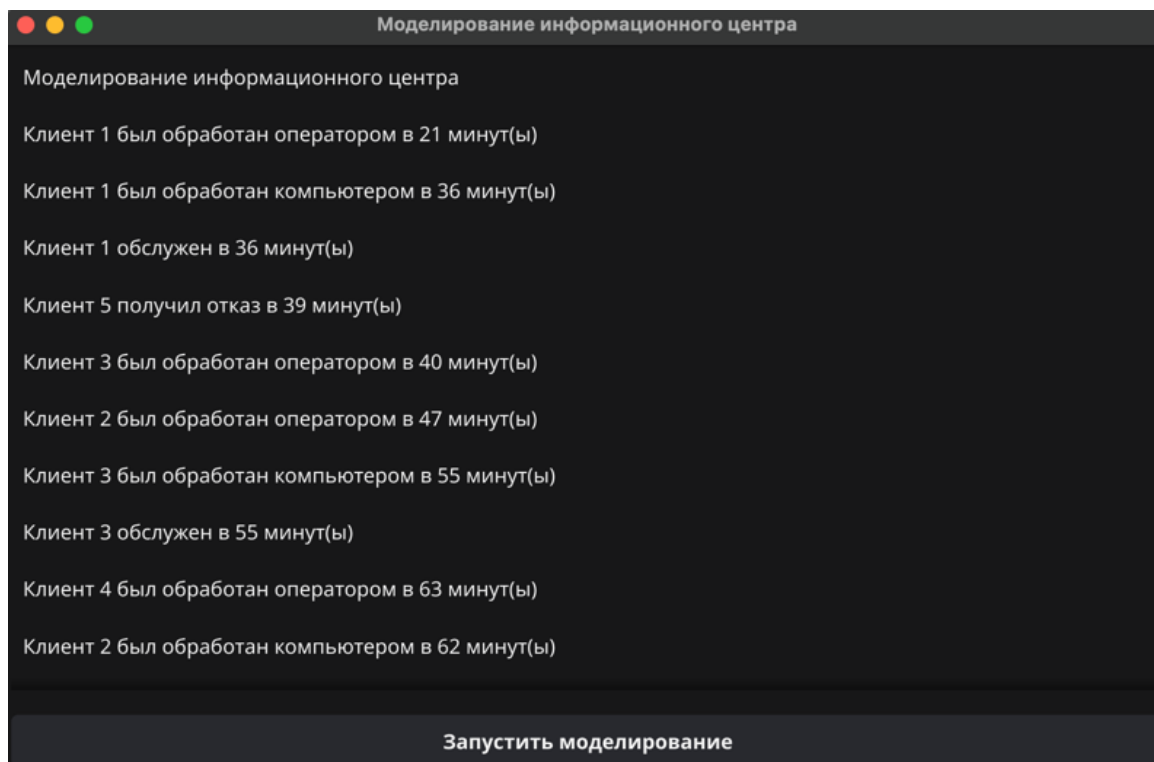 Моделирование информационного центра
Моделирование информационного центра
Клиент 1 был обработан оператором в 21 минут(ы)
Клиент 1 был обработан компьютером в 36 минут(ы)
Клиент 1 обслужен в 36 минут(ы)
Клиент 5 получил отказ в 39 минут(ы)
Клиент 3 был обработан оператором в 40 минут(ы)
Клиент 2 был обработан оператором в 47 минут(ы)
Клиент 3 был обработан компьютером в 55 минут(ы)
Клиент 3 обслужен в 55 минут(ы)
Клиент 4 был обработан оператором в 63 минут(ы)
Клиент 2 был обработан компьютером в 62 минут(ы)
Запустить моделирование